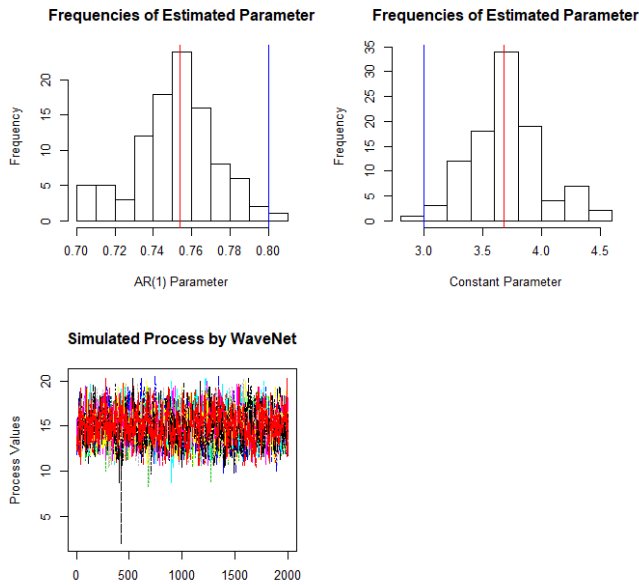 Frequencies of Estimated Parameter
Frequency
20
15
10
5
0
0.70 0.72 0.74 0.76 0.78 0.80
AR(1) Parameter
Frequencies of Estimated Parameter
Frequency
35
30
25
20
15
10
5
0
3.0 3.5 4.0 4.5
Constant Parameter
Simulated Process by WaveNet
Process Values
20
15
10
5
0 500 1000 1500 2000